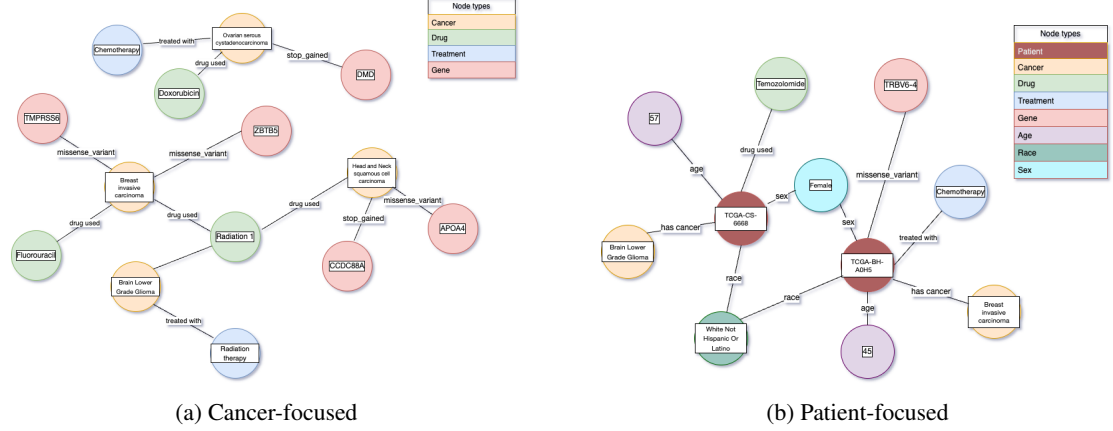 Node types
Cancer
Drug
Treatment
Gene
Chemotherapy
treated with
Ovarian serous
cystadenocarcinoma
drug used
stop_gained
Doxorubicin
DMD
TMPRSS6
ZBTB5
missense_variant
missense_variant
Breast
invasive
carcinoma
Head and Neck
squamous cell
carcinoma
missense_variant
drug used
drug used
drug used
stop_gained
Fluorouracil
Radiation 1
APOA4
CCDC88A
Brain Lower
Grade Glioma
treated with
Radiation
therapy
(a) Cancer-focused
Node types
Patient
Cancer
Drug
Treatment
Gene
Age
Race
Sex
Temozolomide
TRBV6-4
57
drug used
age
missense_variant
sex
Female
Chemotherapy
TCGA-CS-
6668
has cancer
sex
treated with
Brain Lower
Grade Glioma
TCGA-BH-
A0H5
race
race
has cancer
age
Breast
invasive
carcinoma
White Not
Hispanic Or
Latino
45
(b) Patient-focused